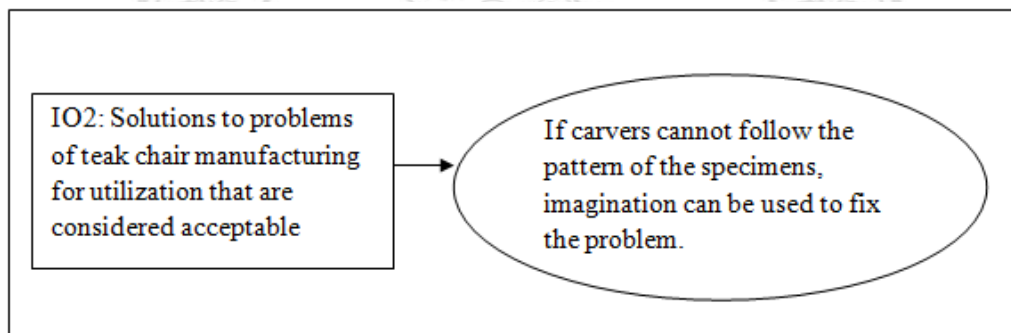 IO2: Solutions to problems
of teak chair manufacturing
for utilization that are
considered acceptable
If carvers cannot follow the
pattern of the specimens,
imagination can be used to fix
the problem.